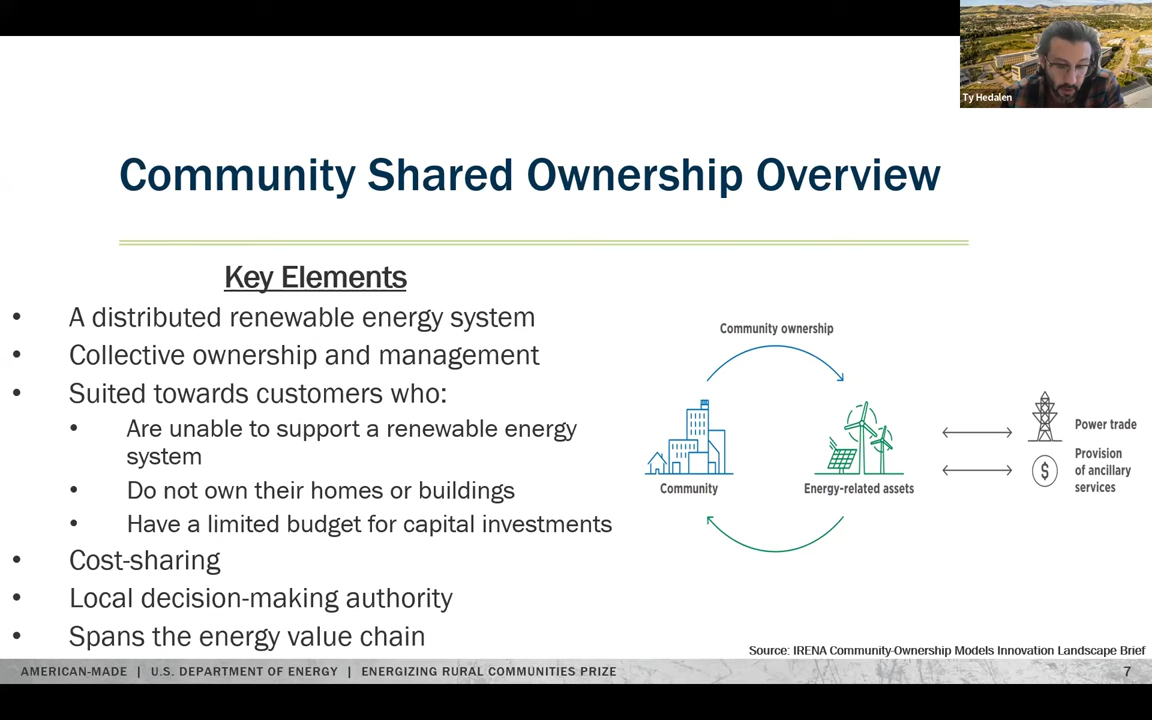 Ty Hedalen
Community Shared Ownership Overview
Key Elements
• A distributed renewable energy system
• Collective ownership and management
• Suited towards customers who:
• Are unable to support a renewable energy
system
• Do not own their homes or buildings
• Have a limited budget for capital investments
• Cost-sharing
• Local decision-making authority
• Spans the energy value chain
Community ownership
Community
Energy-related assets
Power trade
$
Provision
of ancillary
services
Source: IRENA Community-Ownership Models Innovation Landscape Brief
AMERICAN-MADE | U.S. DEPARTMENT OF ENERGY | ENERGIZING RURAL COMMUNITIES PRIZE
7